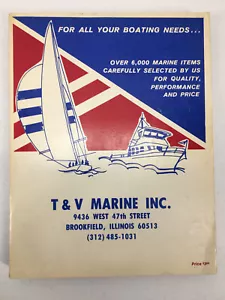 FOR ALL YOUR BOATING NEEDS...
OVER 6,000 MARINE ITEMS
CAREFULLY SELECTED BY US
FOR QUALITY,
PERFORMANCE
AND PRICE
T & V MARINE INC.
9436 WEST 47th STREET
BROOKFIELD, ILLINOIS 60513
(312) 485-1031
Price